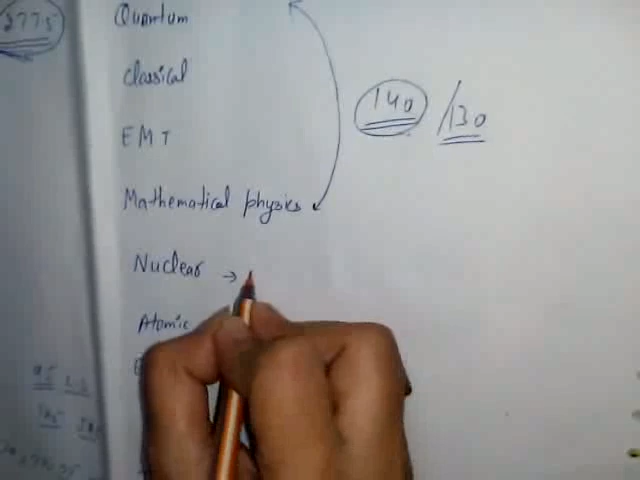 Quantum
Classical
EMT
140 /130
Mathematical physics
Nuclear →
Atomic